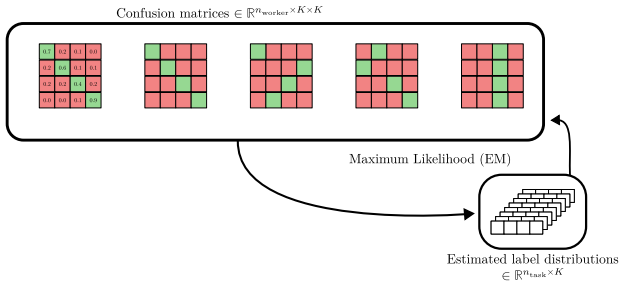 Confusion matrices ∈ ℝ^{n_worker×K×K}
0.7 0.2 0.1 0.0
0.2 0.6 0.1 0.1
0.2 0.2 0.4 0.2
0.0 0.0 0.1 0.9
Maximum Likelihood (EM)
Estimated label distributions
∈ ℝ^{n_task×K}